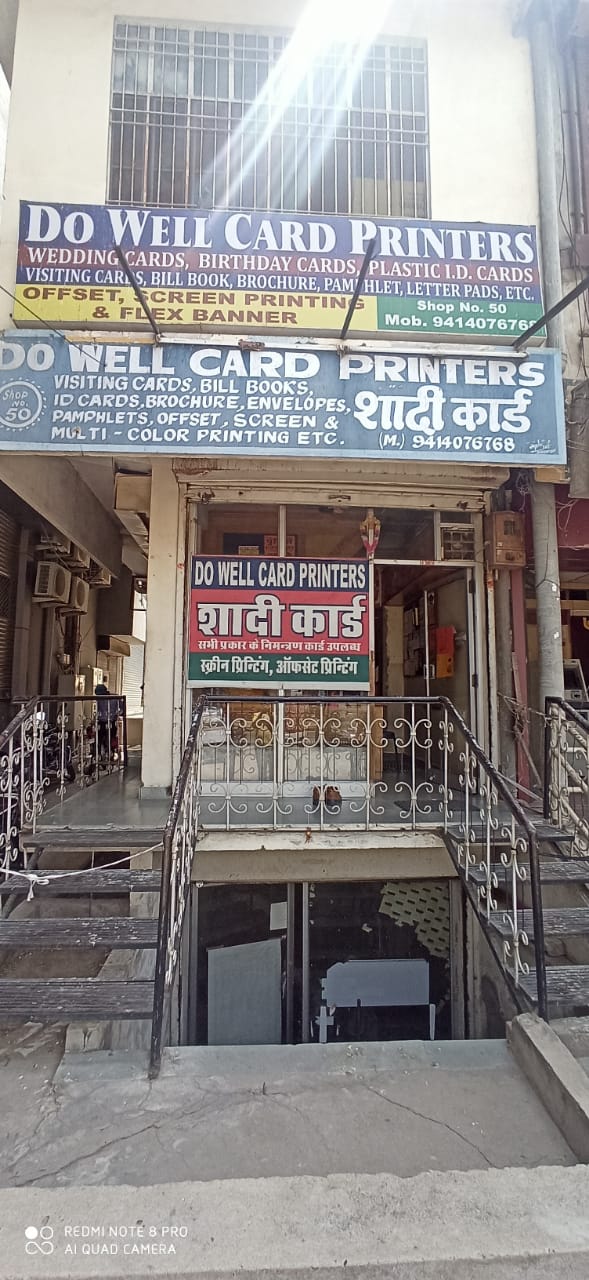 DO WELL CARD PRINTERS
WEDDING CARDS, BIRTHDAY CARDS, PLASTIC I.D. CARDS
VISITING CARDS, BILL BOOK, BROCHURE, PAMPHLET, LETTER PADS, ETC.
OFFSET, SCREEN PRINTING
& FLEX BANNER
Shop No. 50
Mob. 9414076768
DO WELL CARD PRINTERS
SHOP
NO.
50
VISITING CARDS, BILL BOOKS,
ID CARDS, BROCHURE, ENVELOPES,
PAMPHLETS, OFFSET, SCREEN &
MULTI - COLOR PRINTING ETC.
शादी कार्ड
(M.) 9414076768
DO WELL CARD PRINTERS
शादी कार्ड
सभी प्रकार के निमन्त्रण कार्ड उपलब्ध
स्क्रीन प्रिन्टिंग, ऑफसेट प्रिन्टिंग
REDMI NOTE 8 PRO
AI QUAD CAMERA